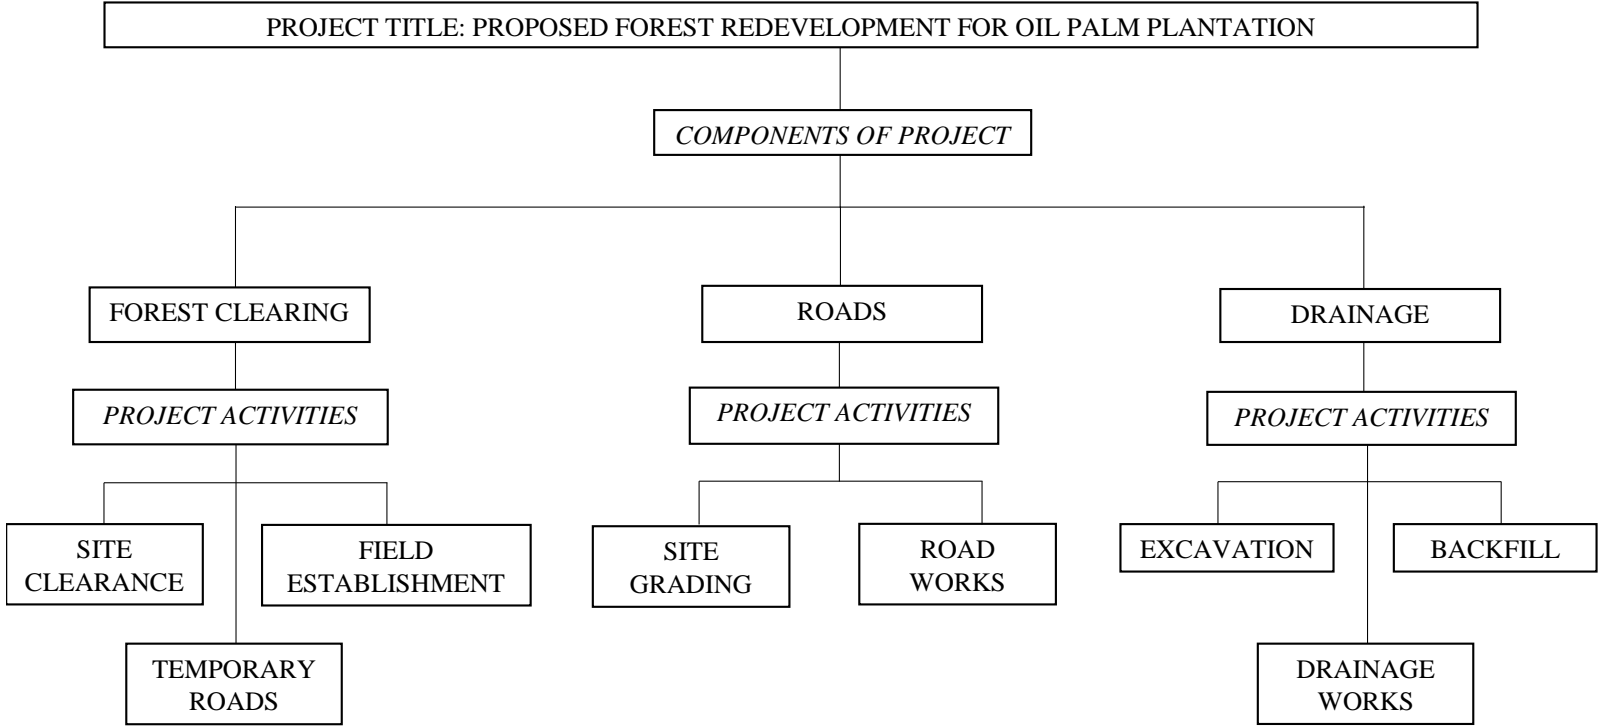 PROJECT TITLE: PROPOSED FOREST REDEVELOPMENT FOR OIL PALM PLANTATION
COMPONENTS OF PROJECT
FOREST CLEARING
ROADS
DRAINAGE
PROJECT ACTIVITIES
PROJECT ACTIVITIES
PROJECT ACTIVITIES
SITE
CLEARANCE
FIELD
ESTABLISHMENT
SITE
GRADING
ROAD
WORKS
EXCAVATION
BACKFILL
TEMPORARY
ROADS
DRAINAGE
WORKS